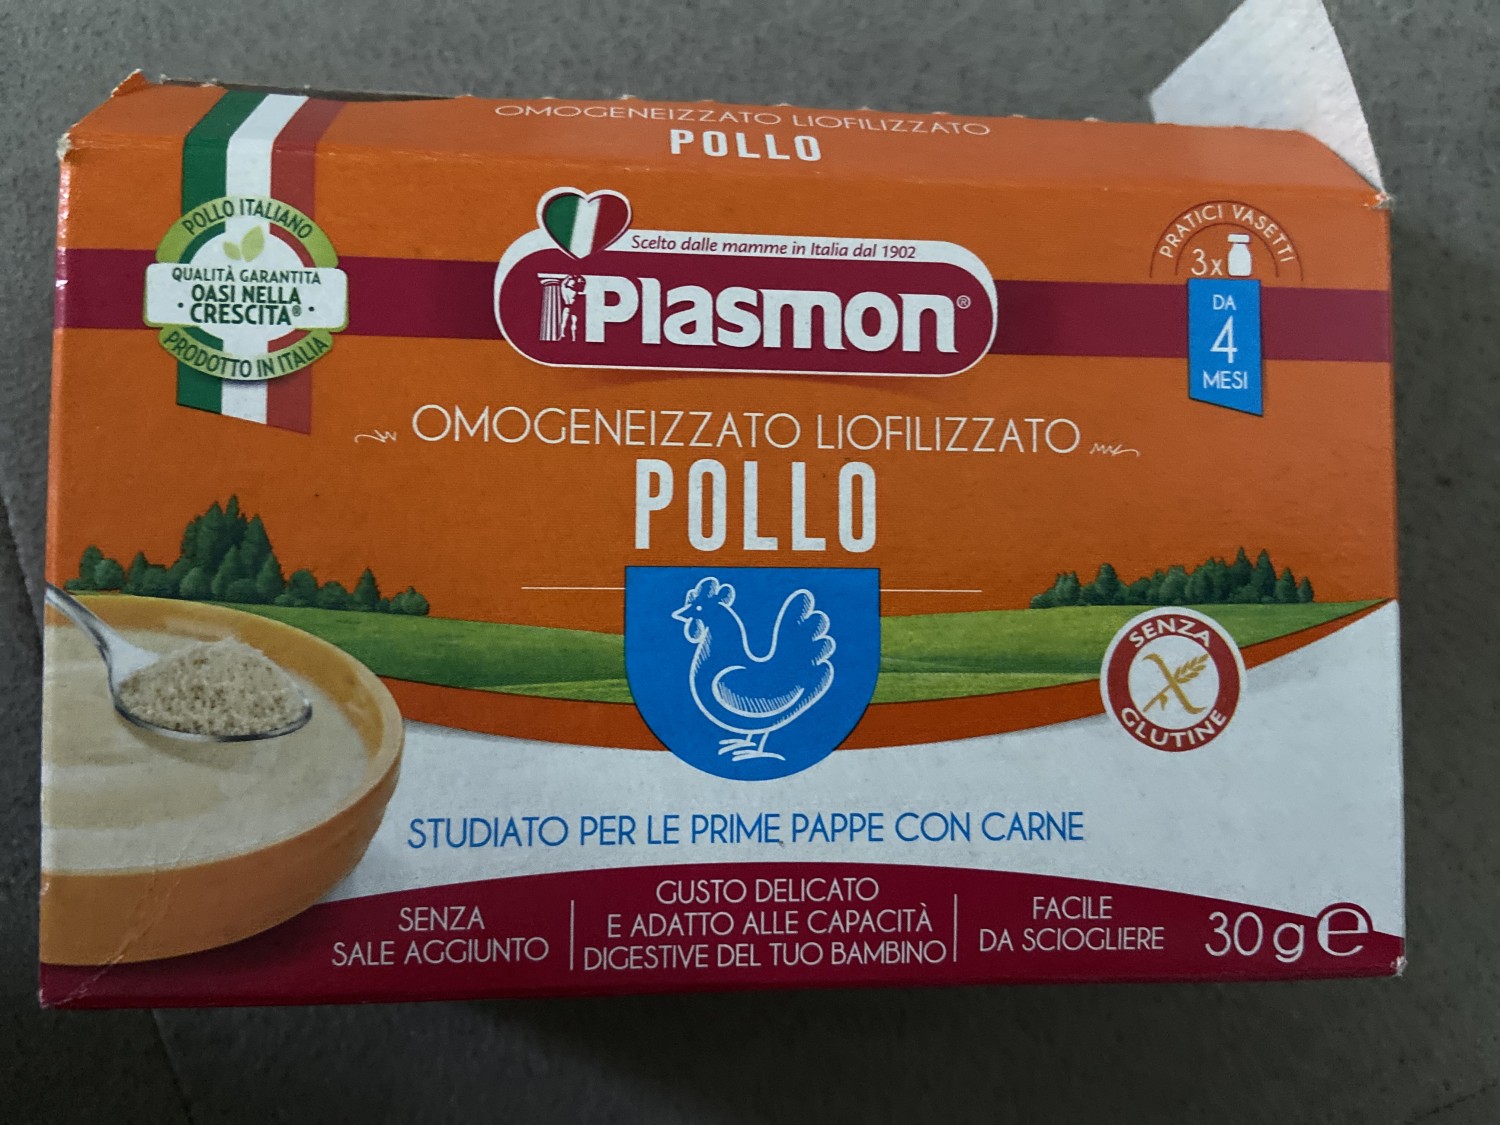 OMOGENEIZZATO LIOFILIZZATO
POLLO
POLLO ITALIANO
QUALITÀ GARANTITA
OASI NELLA
• CRESCITA® •
PRODOTTO IN ITALIA
Scelto dalle mamme in Italia dal 1902
Plasmon®
PRATICI VASETTI
3x
DA
4
MESI
OMOGENEIZZATO LIOFILIZZATO
POLLO
SENZA
GLUTINE
STUDIATO PER LE PRIME PAPPE CON CARNE
SENZA
SALE AGGIUNTO
GUSTO DELICATO
E ADATTO ALLE CAPACITÀ
DIGESTIVE DEL TUO BAMBINO
FACILE
DA SCIOGLIERE
30 g e